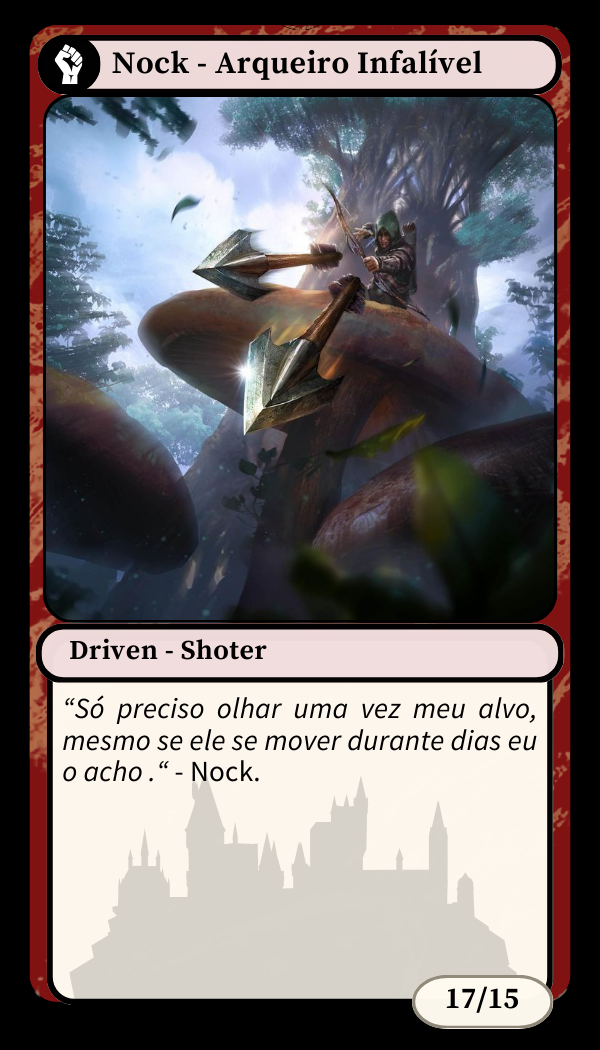 Nock - Arqueiro Infalível
Driven - Shoter
“Só preciso olhar uma vez meu alvo,
mesmo se ele se mover durante dias eu
o acho .“ - Nock.
17/15